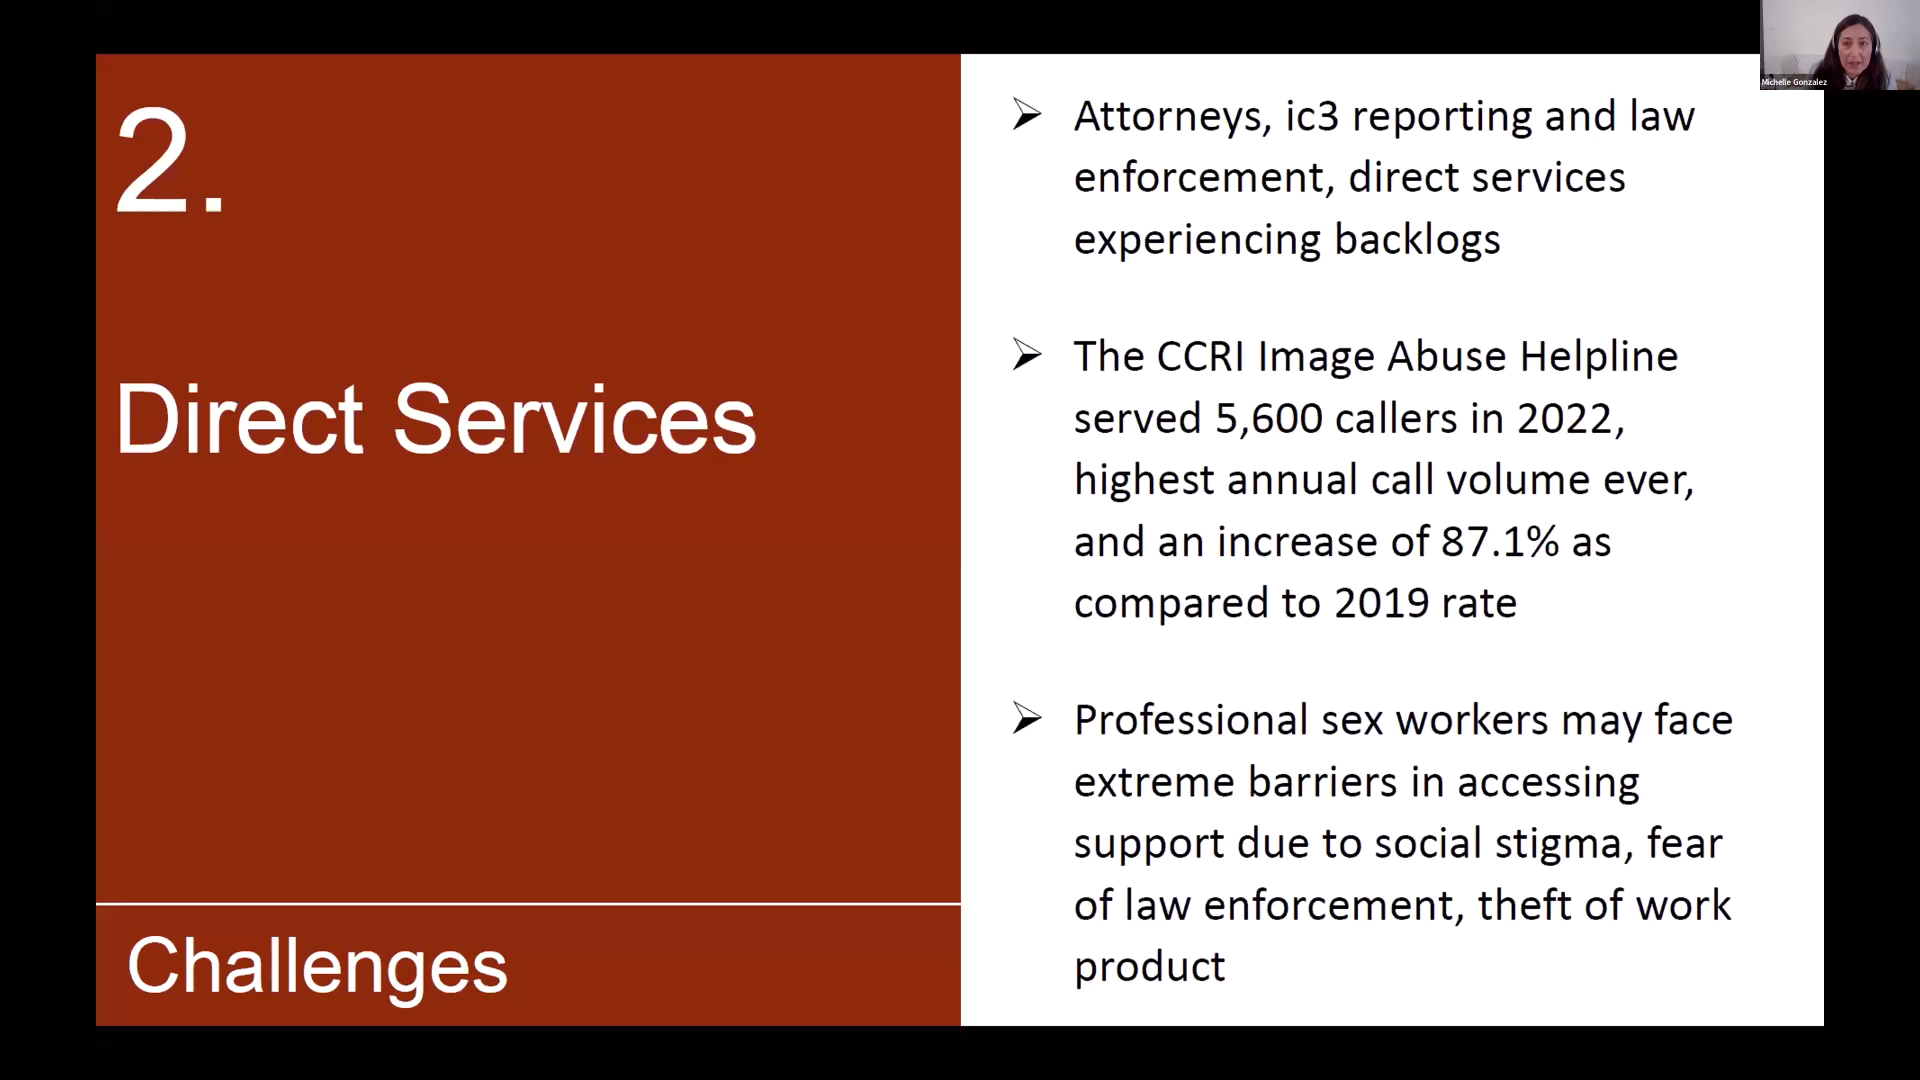 2.
Direct Services
Challenges
Attorneys, ic3 reporting and law
enforcement, direct services
experiencing backlogs
The CCRI Image Abuse Helpline
served 5,600 callers in 2022,
highest annual call volume ever,
and an increase of 87.1% as
compared to 2019 rate
Professional sex workers may face
extreme barriers in accessing
support due to social stigma, fear
of law enforcement, theft of work
product
Michelle Gonzalez